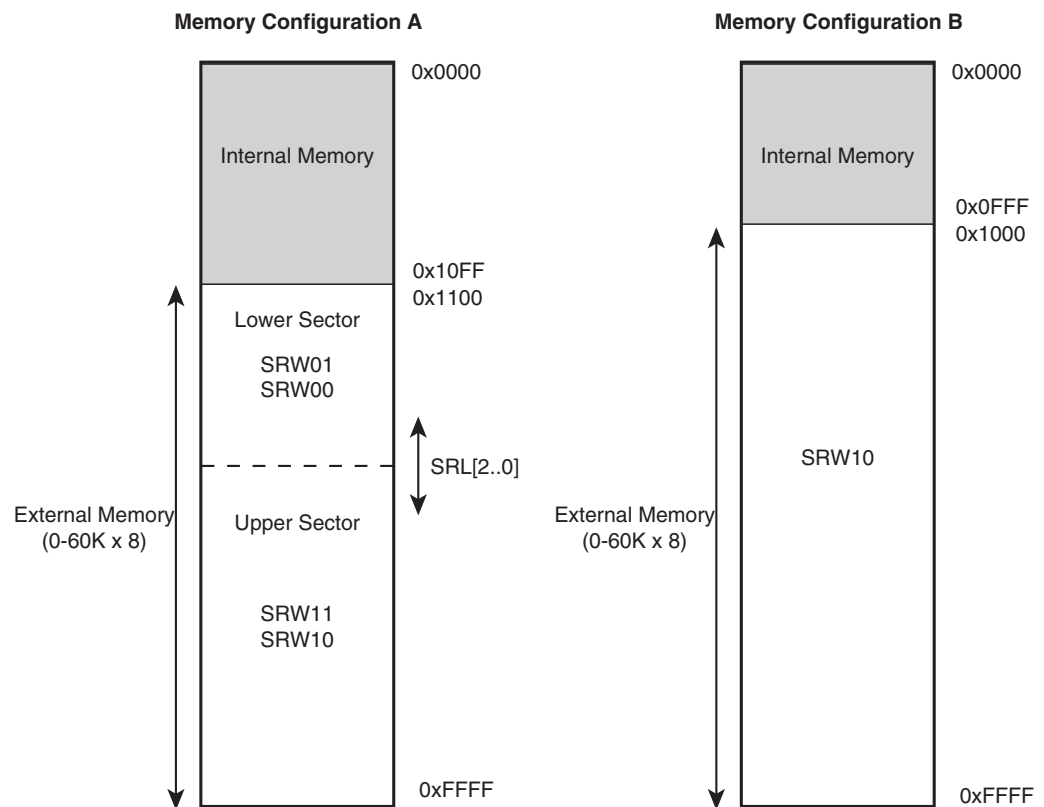 Memory Configuration A
0x0000
Internal Memory
0x10FF
0x1100
Lower Sector
SRW01
SRW00
SRL[2..0]
External Memory
(0-60K x 8)
Upper Sector
SRW11
SRW10
0xFFFF
Memory Configuration B
0x0000
Internal Memory
0x0FFF
0x1000
SRW10
External Memory
(0-60K x 8)
0xFFFF